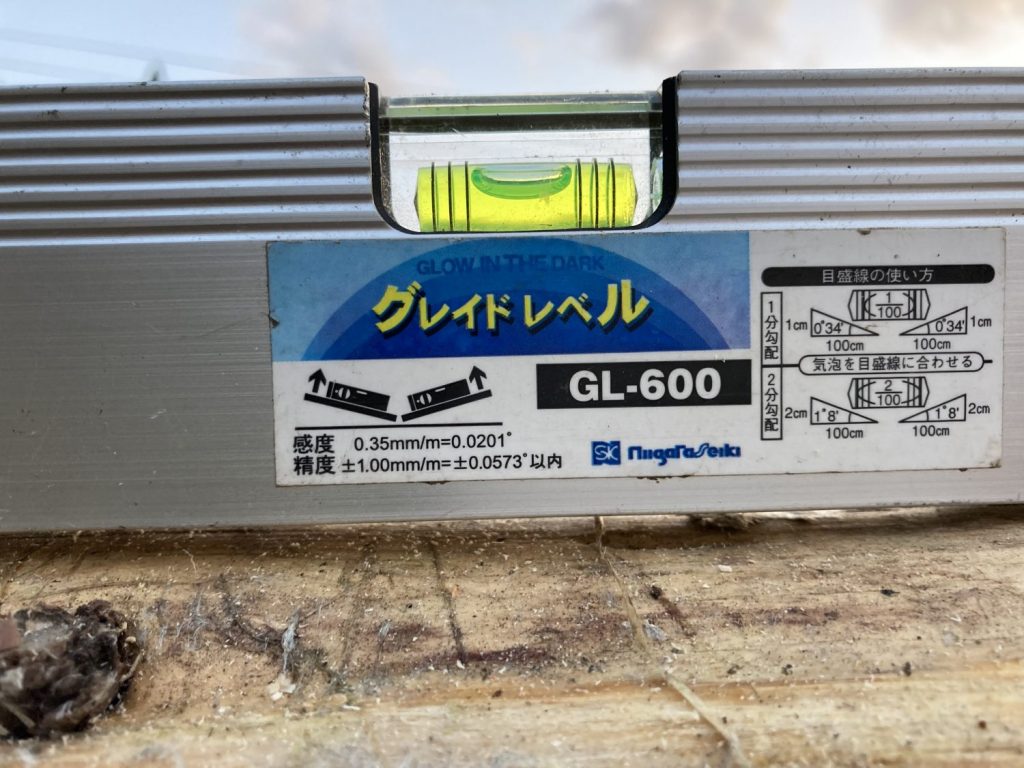 GLOW IN THE DARK
グレイドレベル
GL-600
感度 0.35mm/m=0.0201°
精度 ±1.00mm/m=±0.0573°以内
SK NiigataSeiki
目盛線の使い方
1分勾配
1/100
1cm 0°34' 0°34' 1cm
100cm 100cm
気泡を目盛線に合わせる
2分勾配
2/100
2cm 1°8' 1°8' 2cm
100cm 100cm